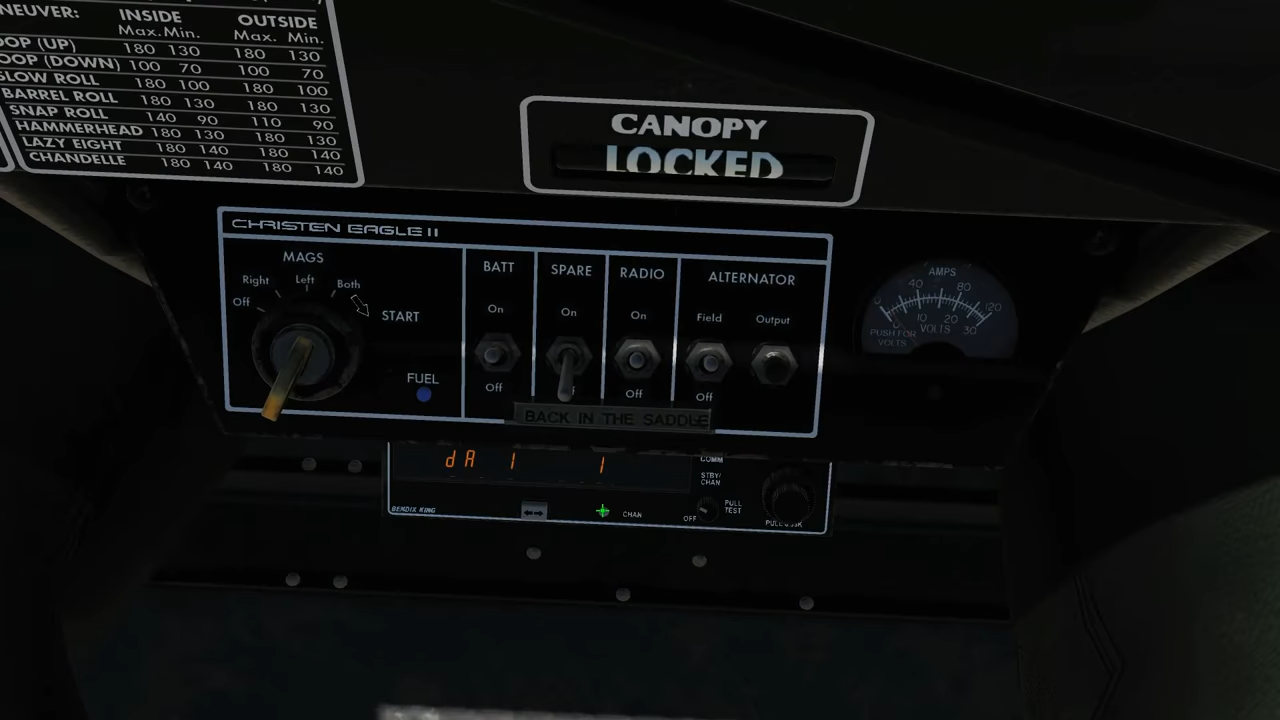 NEUVER: INSIDE OUTSIDE
Max. Min. Max. Min.
OOP (UP) 180 130 180 130
OOP (DOWN) 100 70 100 70
SLOW ROLL 180 100 180 100
BARREL ROLL 180 130 180 130
SNAP ROLL 140 90 110 90
HAMMERHEAD 180 130 180 130
LAZY EIGHT 180 140 180 140
CHANDELLE 180 140 180 140
CANOPY
LOCKED
CHRISTEN EAGLE II
MAGS
Off Right Left Both
START
FUEL
BATT
On
Off
SPARE
On
RADIO
On
Off
ALTERNATOR
Field Output
Off
BACK IN THE SADDLE
AMPS
0 40 80 120
0 10 20 30
VOLTS
PUSH FOR
VOLTS
dA 1 1
COMM
STBY/
CHAN
PULL
TEST
OFF
BENDIX KING
CHAN